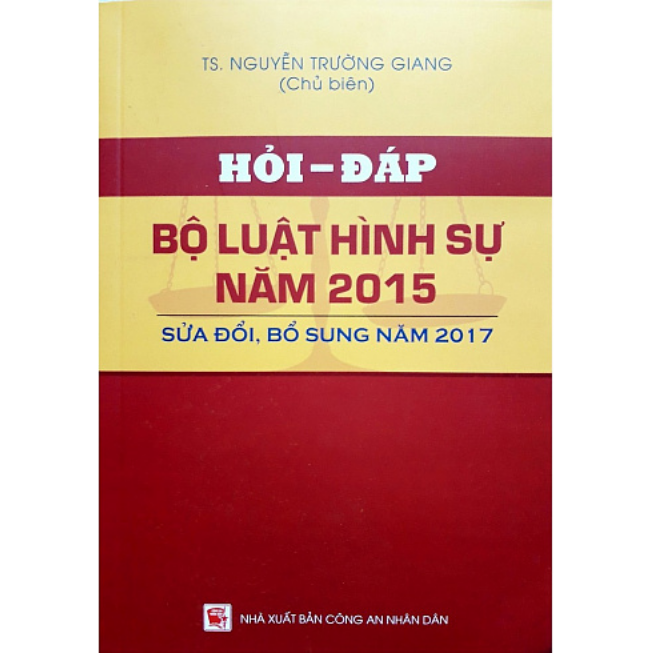 TS. NGUYỄN TRƯỜNG GIANG
(Chủ biên)
HỎI – ĐÁP
BỘ LUẬT HÌNH SỰ
NĂM 2015
SỬA ĐỔI, BỔ SUNG NĂM 2017
NHÀ XUẤT BẢN CÔNG AN NHÂN DÂN